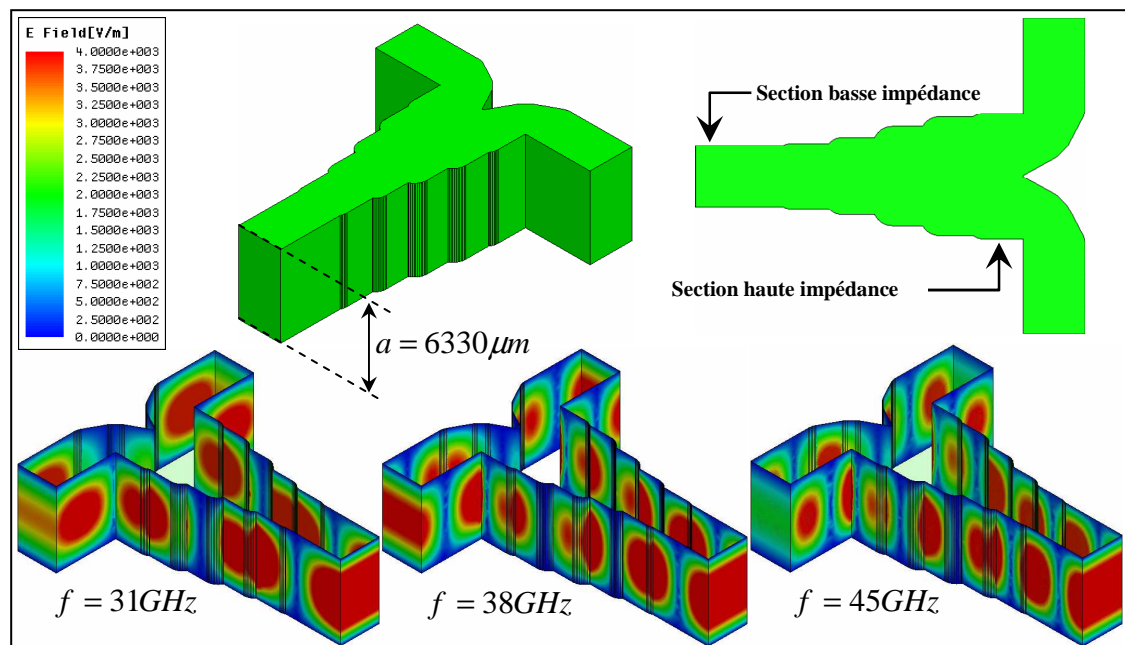 E Field[V/m]
4.0000e+003
3.7500e+003
3.5000e+003
3.2500e+003
3.0000e+003
2.7500e+003
2.5000e+003
2.2500e+003
2.0000e+003
1.7500e+003
1.5000e+003
1.2500e+003
1.0000e+003
7.5000e+002
5.0000e+002
2.5000e+002
0.0000e+000
Section basse impédance
Section haute impédance
a = 6330μm
f = 31GHz
f = 38GHz
f = 45GHz